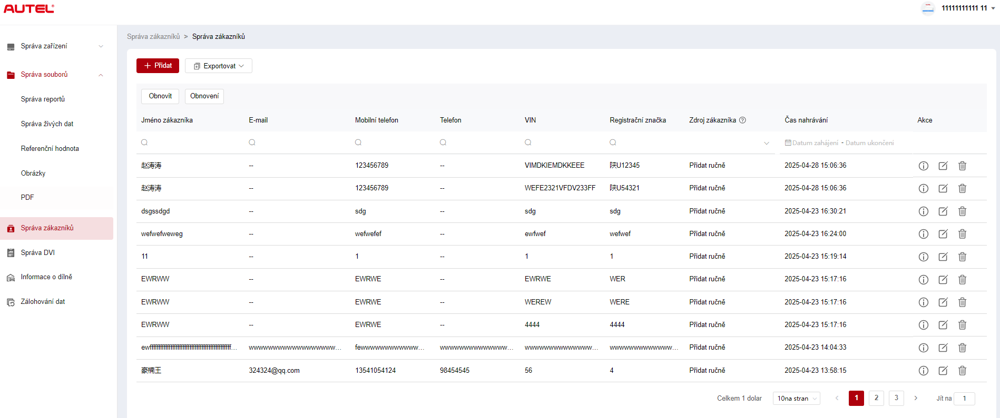 AUTEL®
11111111111 11
Správa zařízení
Správa souborů
Správa reportů
Správa živých dat
Referenční hodnota
Obrázky
PDF
Správa zákazníků
Správa DVI
Informace o dílně
Zálohování dat
Správa zákazníků > Správa zákazníků
+ Přidat Exportovat
Obnovit Obnovení
Jméno zákazníka E-mail Mobilní telefon Telefon VIN Registrační značka Zdroj zákazníka Čas nahrávání Akce
Datum zahájení - Datum ukončení
赵涛涛 -- 123456789 -- VIMDKIEMDKKEEE 陕U12345 Přidat ručně 2025-04-28 15:06:36
赵涛涛 -- 123456789 -- WEFE2321VFDV233FF 陕U54321 Přidat ručně 2025-04-28 15:06:36
dsgssdgd -- sdg -- sdg sdg Přidat ručně 2025-04-23 16:30:21
wefwefweweg -- wefwefef -- ewfwef wefwef Přidat ručně 2025-04-23 16:24:00
11 -- 1 -- 1 1 Přidat ručně 2025-04-23 15:19:14
EWRWW -- EWRWE -- EWRWE WER Přidat ručně 2025-04-23 15:17:16
EWRWW -- EWRWE -- WEREW WERE Přidat ručně 2025-04-23 15:17:16
EWRWW -- EWRWE -- 4444 4444 Přidat ručně 2025-04-23 15:17:16
Přidat ručně 2025-04-23 14:04:33
豪楠王 324324@qq.com 13541054124 98454545 56 4 Přidat ručně 2025-04-23 13:58:15
Celkem 1 dolar 10na stran 1 2 3 Jít na 1